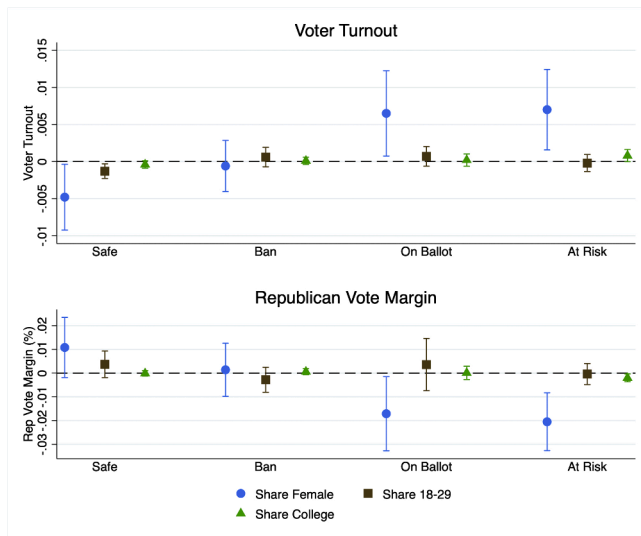 Voter Turnout
Voter Turnout
.015
.01
.005
0
-.005
-.01
Safe Ban On Ballot At Risk
Republican Vote Margin
Rep Vote Margin (%)
.02
.01
0
-.01
-.02
-.03
Safe Ban On Ballot At Risk
Share Female Share 18-29
Share College